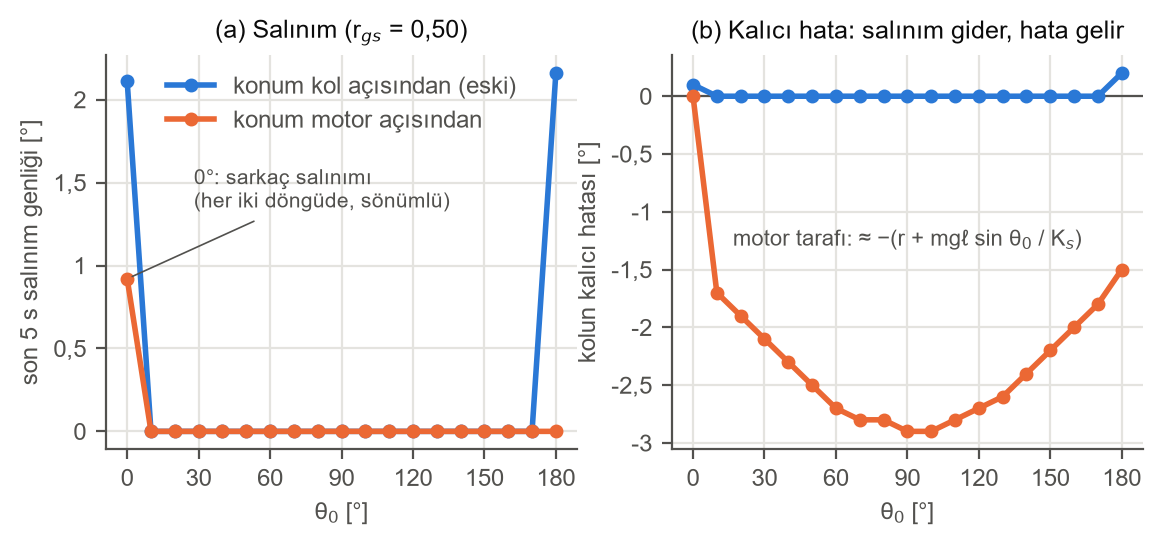 (a) Salınım (r_gs = 0,50)
konum kol açısından (eski)
konum motor açısından
0°: sarkaç salınımı
(her iki döngüde, sönümlü)
son 5 s salınım genliği [°]
2
1,5
1
0,5
0
0 30 60 90 120 150 180
θ₀ [°]
(b) Kalıcı hata: salınım gider, hata gelir
kolun kalıcı hatası [°]
0
-0,5
-1
-1,5
-2
-2,5
-3
motor tarafı: ≈ −(r + mgℓ sin θ₀ / Kₛ)
0 30 60 90 120 150 180
θ₀ [°]